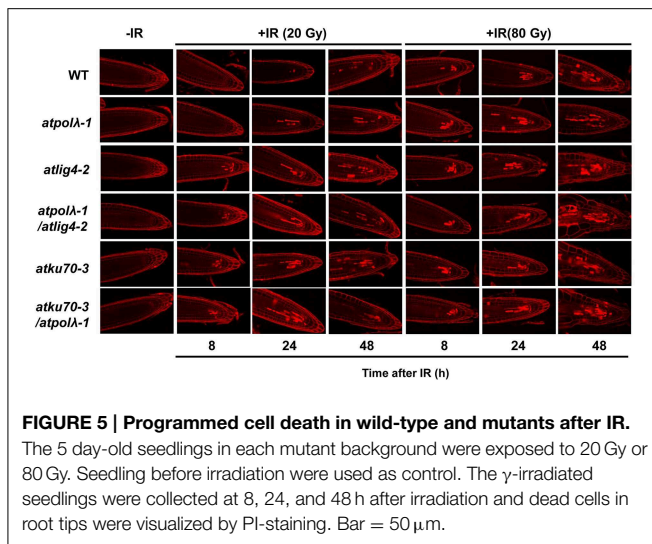 -IR +IR (20 Gy) +IR(80 Gy)
WT
atpolλ-1
atlig4-2
atpolλ-1
/atlig4-2
atku70-3
atku70-3
/atpolλ-1
8 24 48 8 24 48
Time after IR (h)
FIGURE 5 | Programmed cell death in wild-type and mutants after IR.
The 5 day-old seedlings in each mutant background were exposed to 20 Gy or
80 Gy. Seedling before irradiation were used as control. The γ-irradiated
seedlings were collected at 8, 24, and 48 h after irradiation and dead cells in
root tips were visualized by PI-staining. Bar = 50 μm.